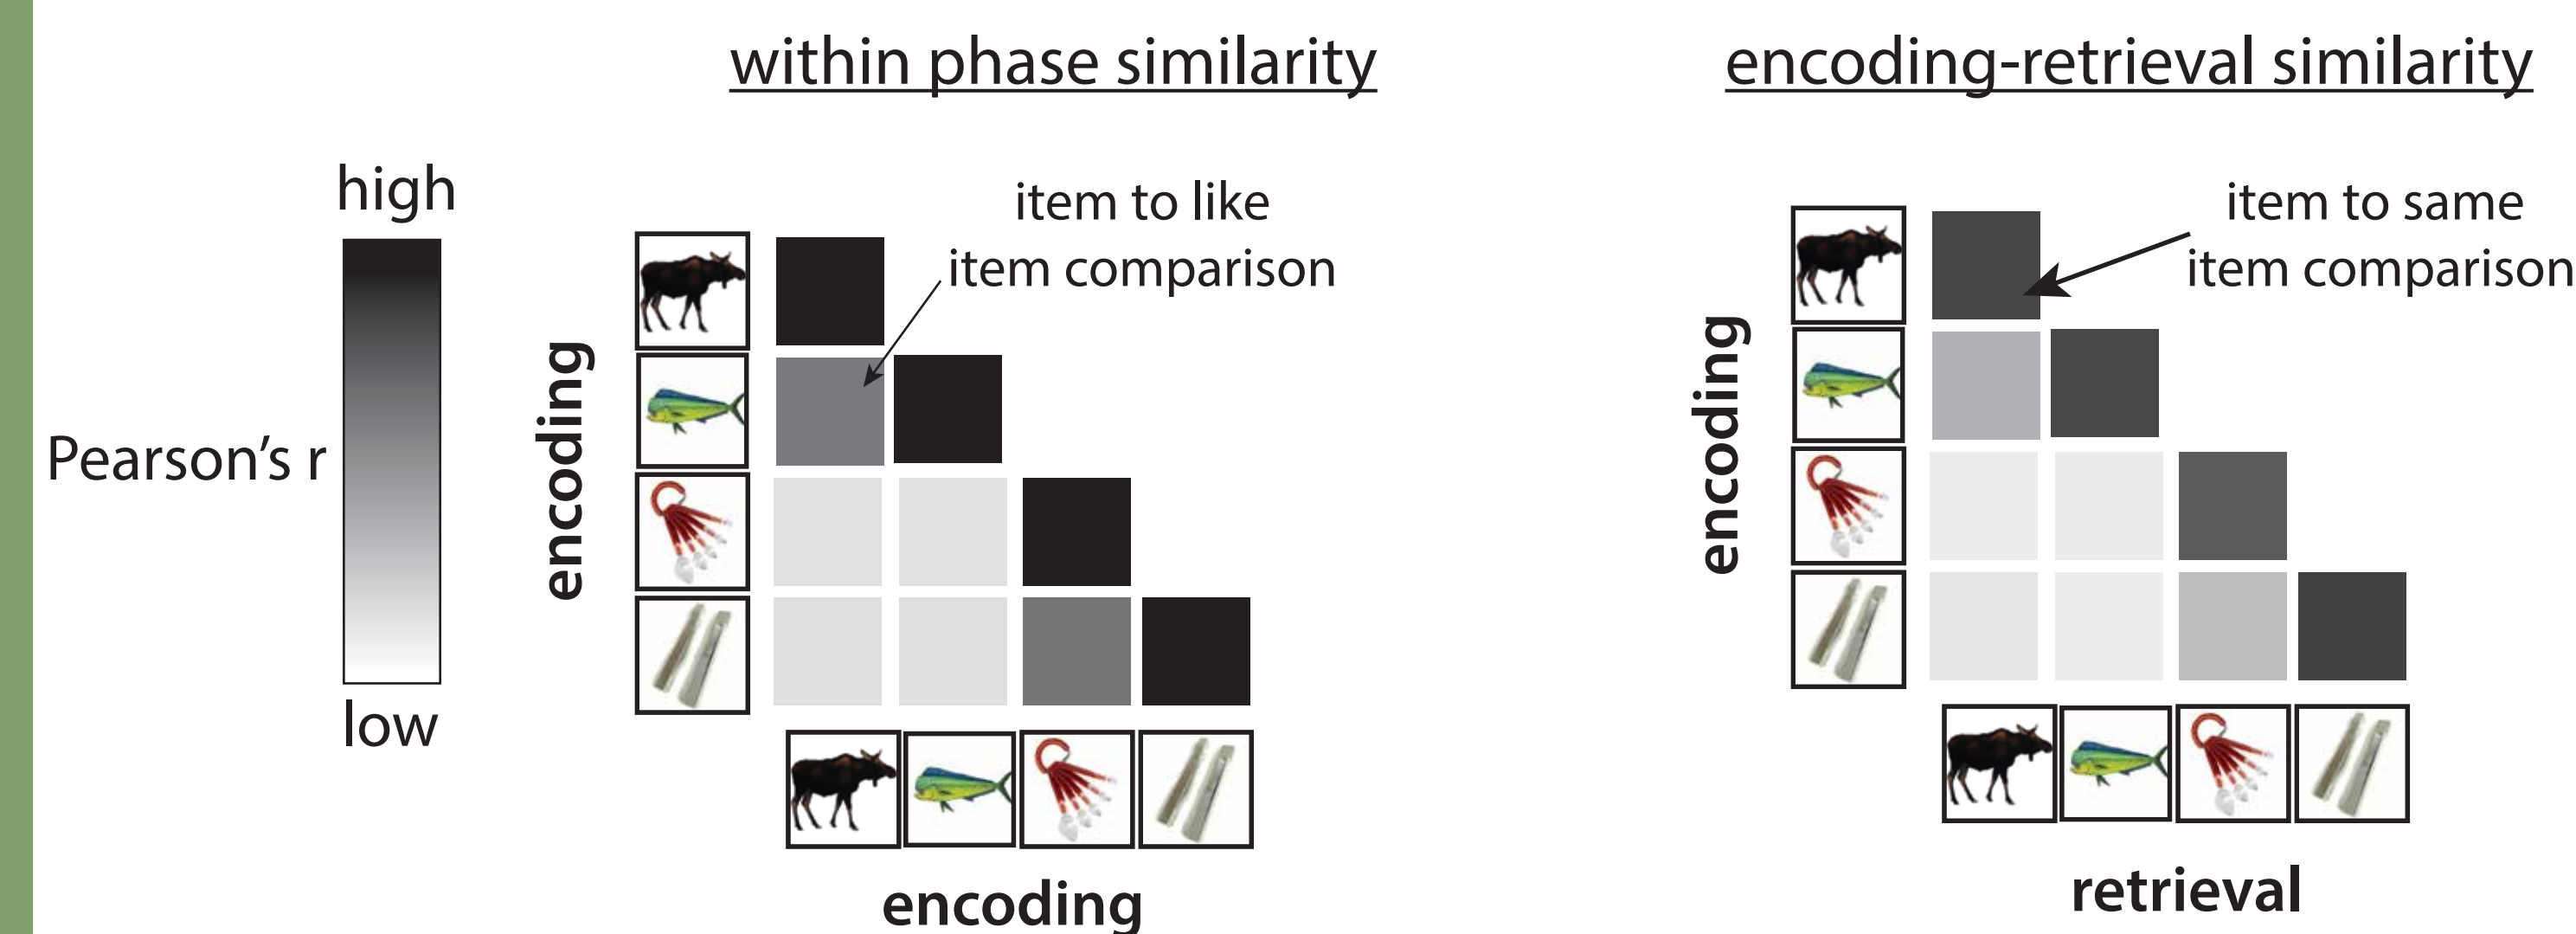 within phase similarity
encoding-retrieval similarity
high
Pearson’s r
low
encoding
item to like
item comparison
encoding
encoding
item to same
item comparison
retrieval